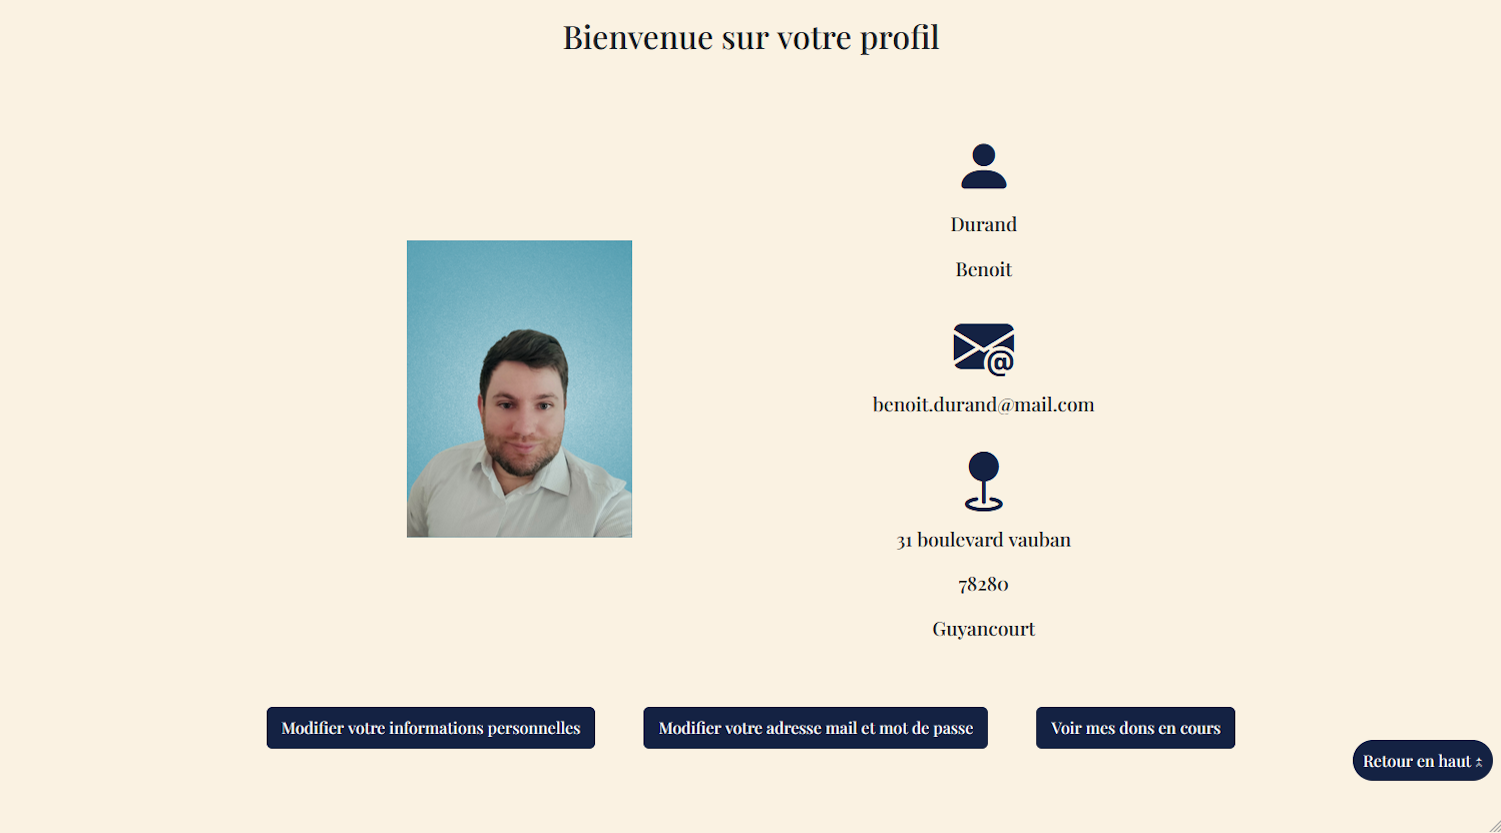 Bienvenue sur votre profil
Durand
Benoit
benoit.durand@mail.com
31 boulevard vauban
78280
Guyancourt
Modifier votre informations personnelles
Modifier votre adresse mail et mot de passe
Voir mes dons en cours
Retour en haut